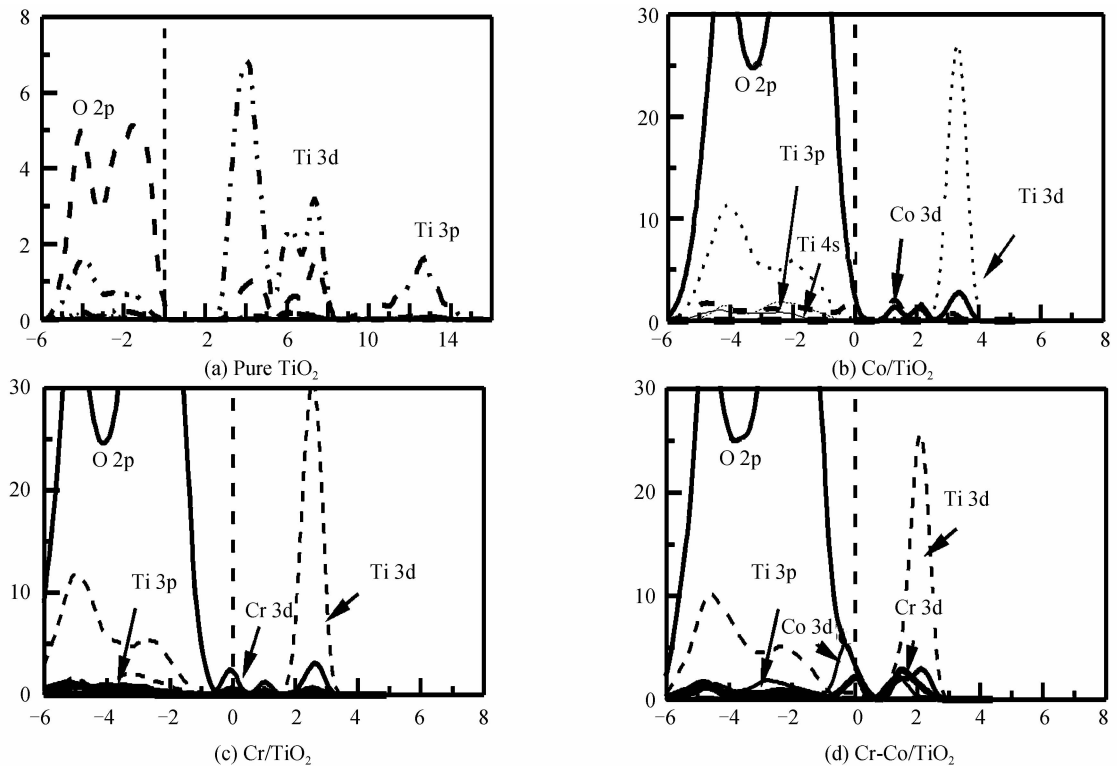 8
6
4
2
0
O 2p
Ti 3d
Ti 3p
−6 −2 2 6 10 14
(a) Pure TiO₂
30
20
10
0
O 2p
Ti 3p
Ti 4s
Co 3d
Ti 3d
−6 −4 −2 0 2 4 6 8
(b) Co/TiO₂
30
20
10
0
O 2p
Ti 3p
Cr 3d
Ti 3d
−6 −4 −2 0 2 4 6 8
(c) Cr/TiO₂
30
20
10
0
O 2p
Ti 3d
Ti 3p
Cr 3d
Co 3d
−6 −4 −2 0 2 4 6 8
(d) Cr-Co/TiO₂